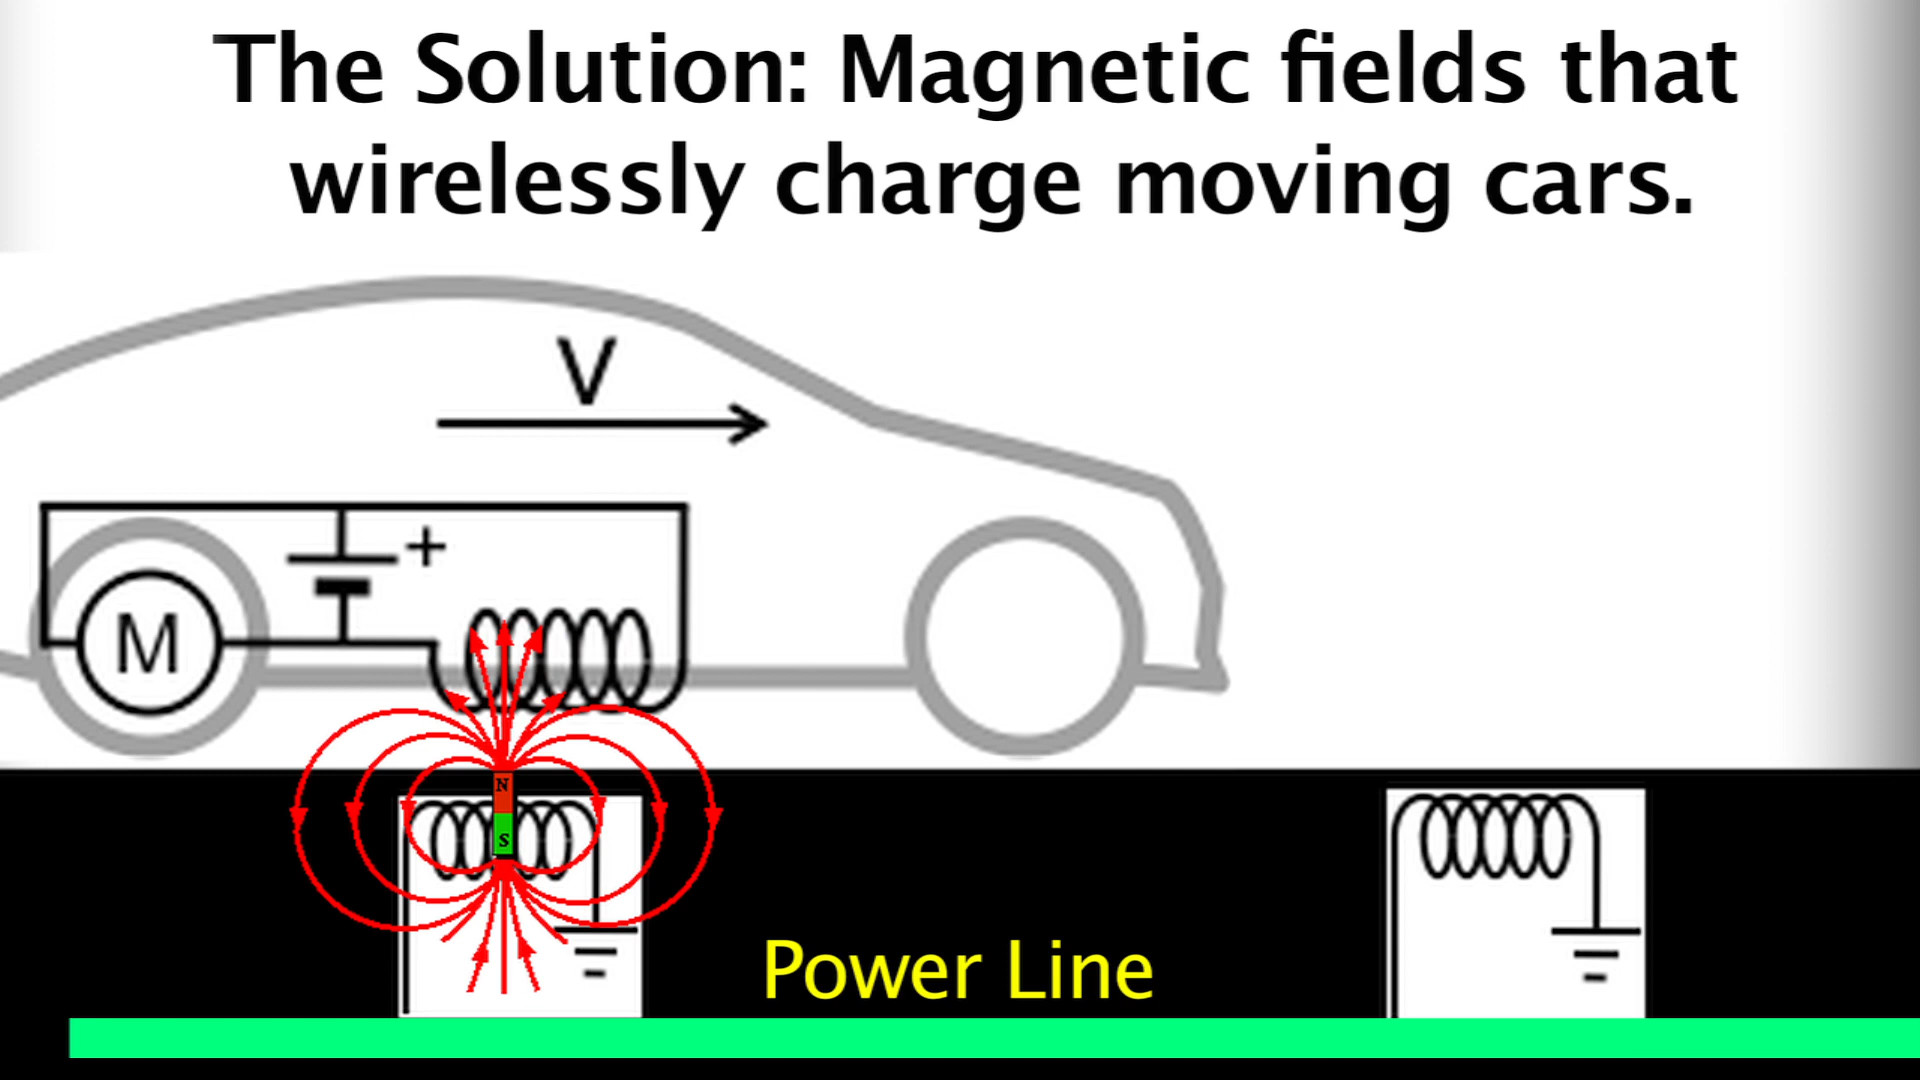 The Solution: Magnetic fields that
wirelessly charge moving cars.
V
+
M
N
S
Power Line